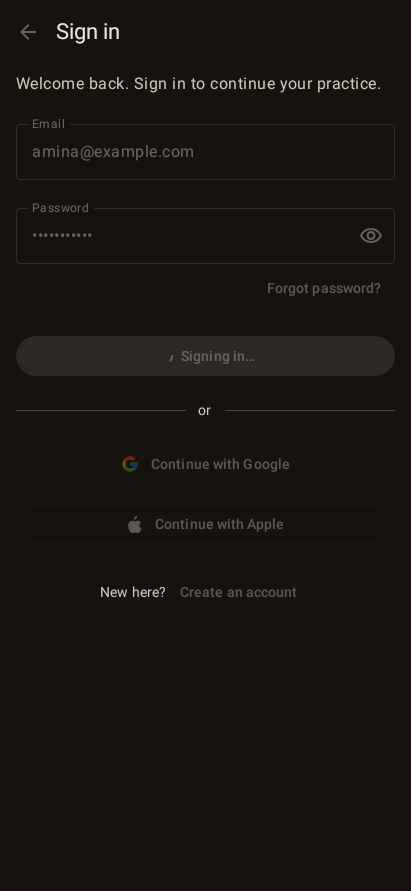 Sign in
Welcome back. Sign in to continue your practice.
Email
amina@example.com
Password
•••••••••••
Forgot password?
Signing in…
or
Continue with Google
Continue with Apple
New here? Create an account